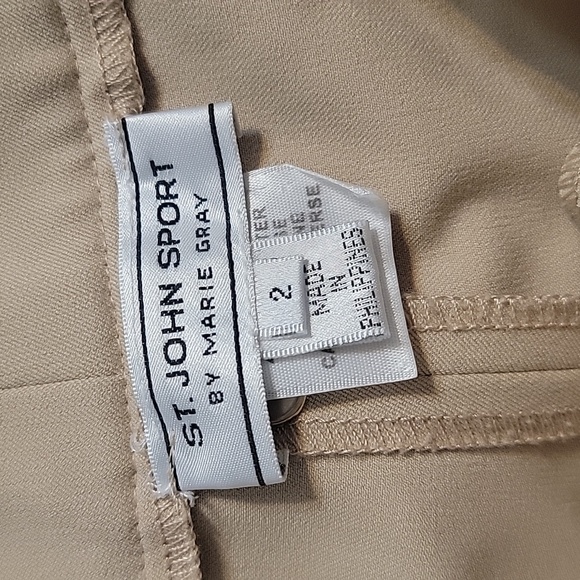 ST. JOHN SPORT
BY MARIE GRAY
2
MADE
IN
PHILIPPINES